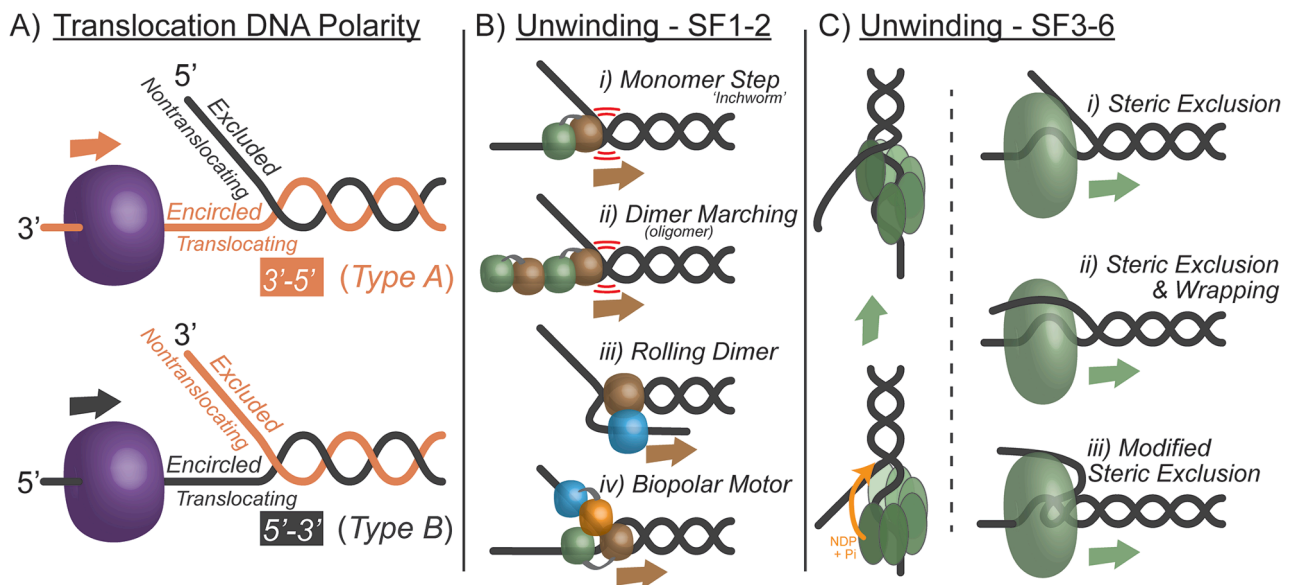 A) Translocation DNA Polarity
5’
Excluded
Nontranslocating
3’
Encircled
Translocating
3’-5’ (Type A)
3’
Excluded
Nontranslocating
5’
Encircled
Translocating
5’-3’ (Type B)
B) Unwinding - SF1-2
i) Monomer Step
‘Inchworm’
ii) Dimer Marching
(oligomer)
iii) Rolling Dimer
iv) Biopolar Motor
C) Unwinding - SF3-6
NDP
+ Pi
i) Steric Exclusion
ii) Steric Exclusion
& Wrapping
iii) Modified
Steric Exclusion